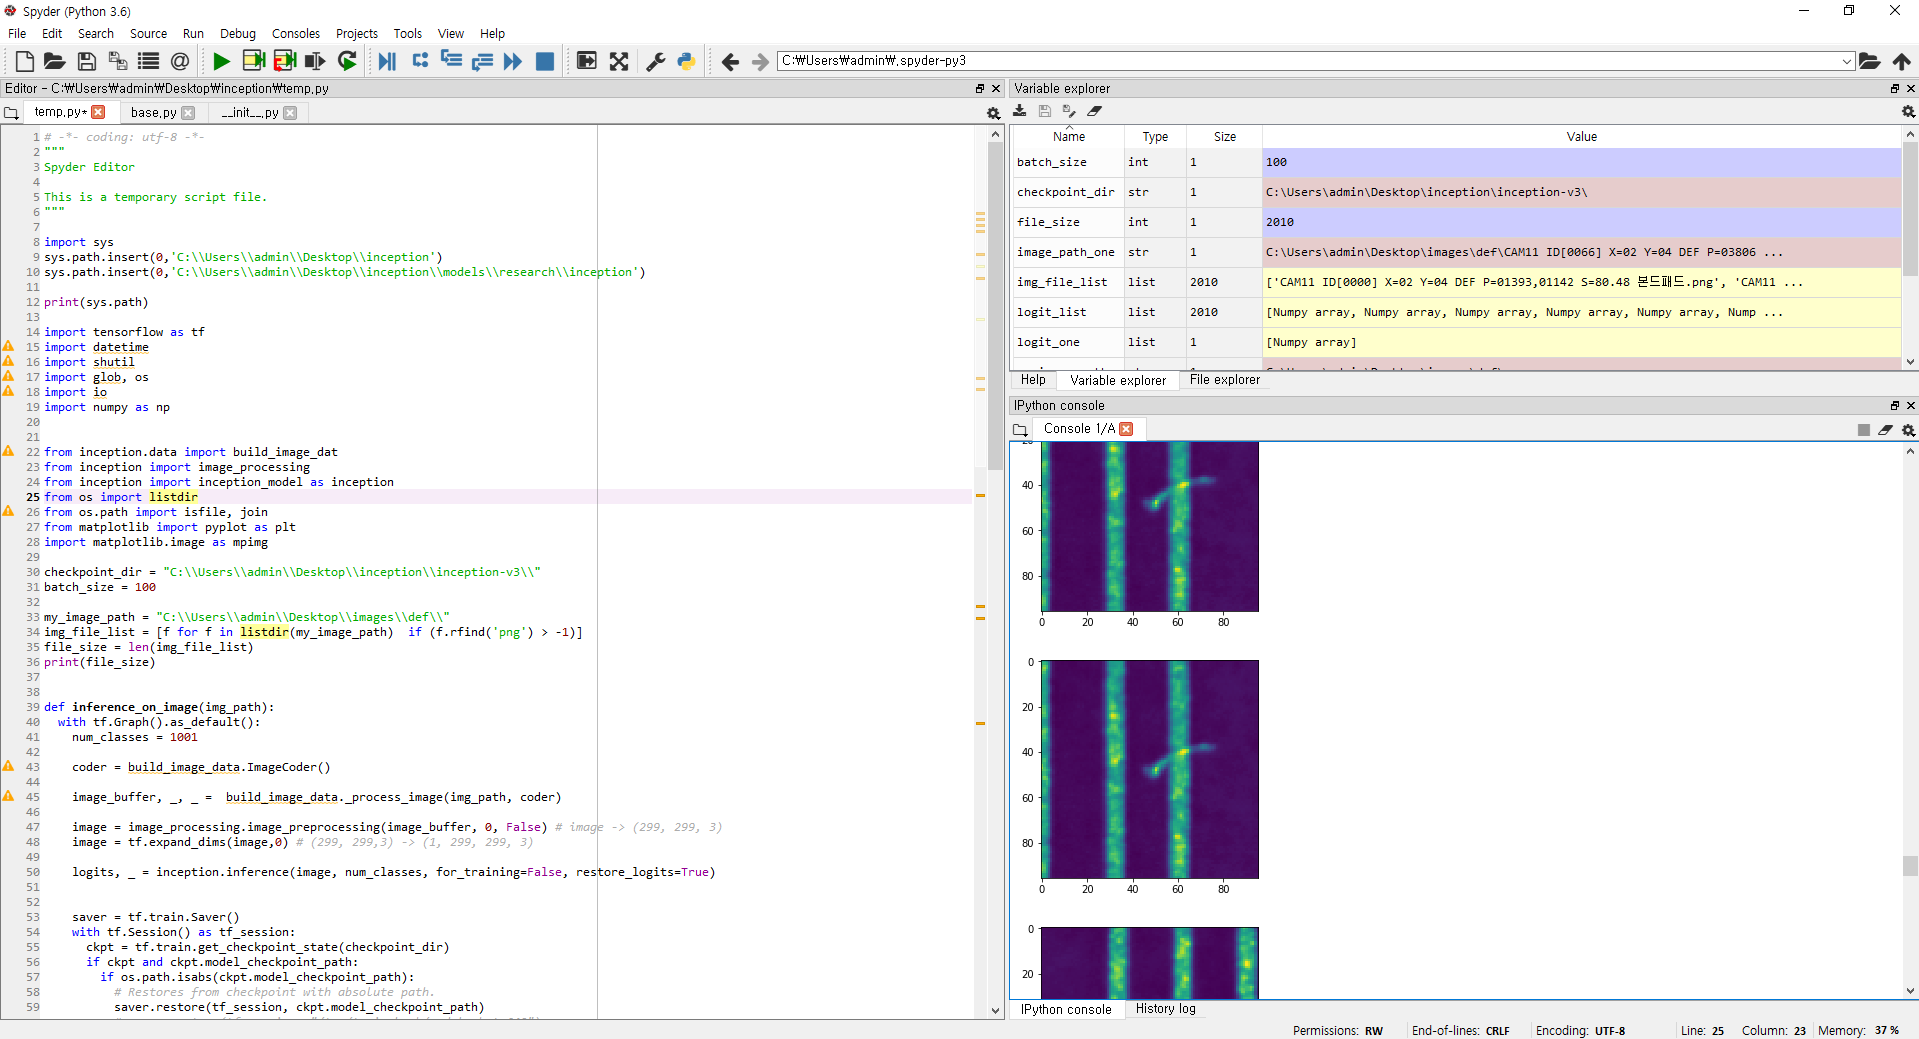 Spyder (Python 3.6)
File Edit Search Source Run Debug Consoles Projects Tools View Help
C:₩Users₩admin₩.spyder-py3
Editor - C:₩Users₩admin₩Desktop₩inception₩temp.py
temp.py* base.py __init__.py
1 # -*- coding: utf-8 -*-
2 """
3 Spyder Editor
4
5 This is a temporary script file.
6 """
7
8 import sys
9 sys.path.insert(0,'C:\\Users\\admin\\Desktop\\inception')
10 sys.path.insert(0,'C:\\Users\\admin\\Desktop\\inception\\models\\research\\inception')
11
12 print(sys.path)
13
14 import tensorflow as tf
15 import datetime
16 import shutil
17 import glob, os
18 import io
19 import numpy as np
20
21
22 from inception.data import build_image_dat
23 from inception import image_processing
24 from inception import inception_model as inception
25 from os import listdir
26 from os.path import isfile, join
27 from matplotlib import pyplot as plt
28 import matplotlib.image as mpimg
29
30 checkpoint_dir = "C:\\Users\\admin\\Desktop\\inception\\inception-v3\\"
31 batch_size = 100
32
33 my_image_path = "C:\\Users\\admin\\Desktop\\images\\def\\"
34 img_file_list = [f for f in listdir(my_image_path)  if (f.rfind('png') > -1)]
35 file_size = len(img_file_list)
36 print(file_size)
37
38
39 def inference_on_image(img_path):
40   with tf.Graph().as_default():
41     num_classes = 1001
42
43     coder = build_image_data.ImageCoder()
44
45     image_buffer, _, _ =  build_image_data._process_image(img_path, coder)
46
47     image = image_processing.image_preprocessing(image_buffer, 0, False) # image -> (299, 299, 3)
48     image = tf.expand_dims(image,0) # (299, 299,3) -> (1, 299, 299, 3)
49
50     logits, _ = inception.inference(image, num_classes, for_training=False, restore_logits=True)
51
52
53     saver = tf.train.Saver()
54     with tf.Session() as tf_session:
55       ckpt = tf.train.get_checkpoint_state(checkpoint_dir)
56       if ckpt and ckpt.model_checkpoint_path:
57         if os.path.isabs(ckpt.model_checkpoint_path):
58           # Restores from checkpoint with absolute path.
59           saver.restore(tf_session, ckpt.model_checkpoint_path)
Variable explorer
Name Type Size Value
batch_size int 1 100
checkpoint_dir str 1 C:\Users\admin\Desktop\inception\inception-v3\
file_size int 1 2010
image_path_one str 1 C:\Users\admin\Desktop\images\def\CAM11 ID[0066] X=02 Y=04 DEF P=03806 ...
img_file_list list 2010 ['CAM11 ID[0000] X=02 Y=04 DEF P=01393,01142 S=80.48 본드패드.png', 'CAM11 ...
logit_list list 2010 [Numpy array, Numpy array, Numpy array, Numpy array, Numpy array, Nump ...
logit_one list 1 [Numpy array]
Help Variable explorer File explorer
IPython console
Console 1/A
20
40
60
80
0 20 40 60 80
0
20
40
60
80
0 20 40 60 80
0
20
IPython console History log
Permissions: RW End-of-lines: CRLF Encoding: UTF-8 Line: 25 Column: 23 Memory: 37 %